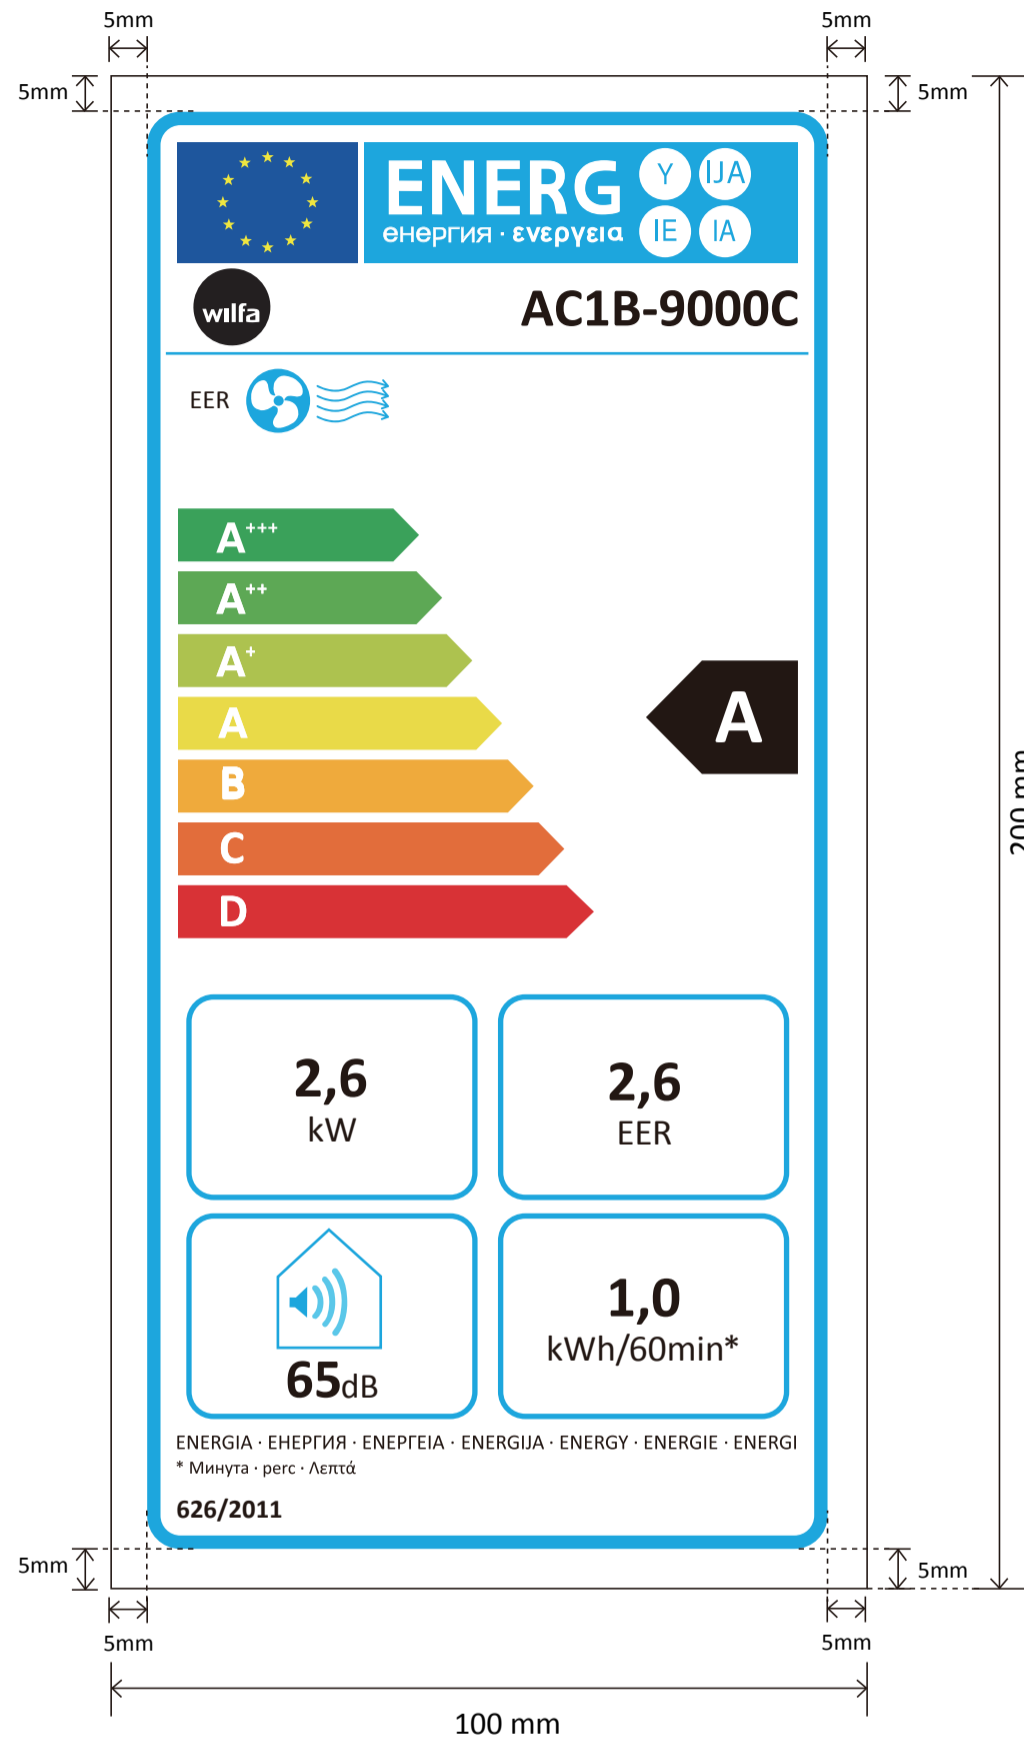 5mm 5mm
5mm 5mm
ENERG Y IJA
енергия · ενεργεια IE IA
wilfa AC1B-9000C
EER
A+++
A++
A+
A
A
B
C
D
200 mm
2,6
kW
2,6
EER
65dB
1,0
kWh/60min*
ENERGIA · ЕНЕРГИЯ · ΕΝΕΡΓΕΙΑ · ENERGIJA · ENERGY · ENERGIE · ENERGI
* Минута · perc · Λεπτά
626/2011
5mm 5mm
5mm 5mm
100 mm